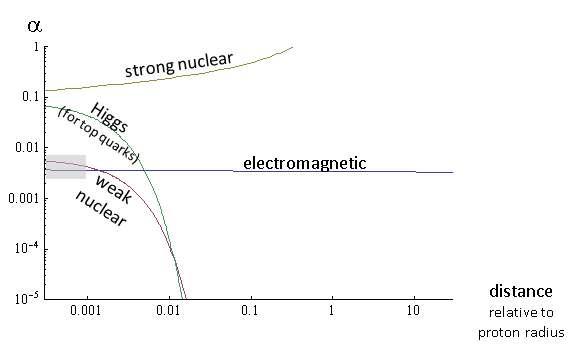 α
1
strong nuclear
0.1
Higgs
(for top quarks)
0.01
electromagnetic
weak
nuclear
0.001
10⁻⁴
10⁻⁵
0.001 0.01 0.1 1 10
distance
relative to
proton radius